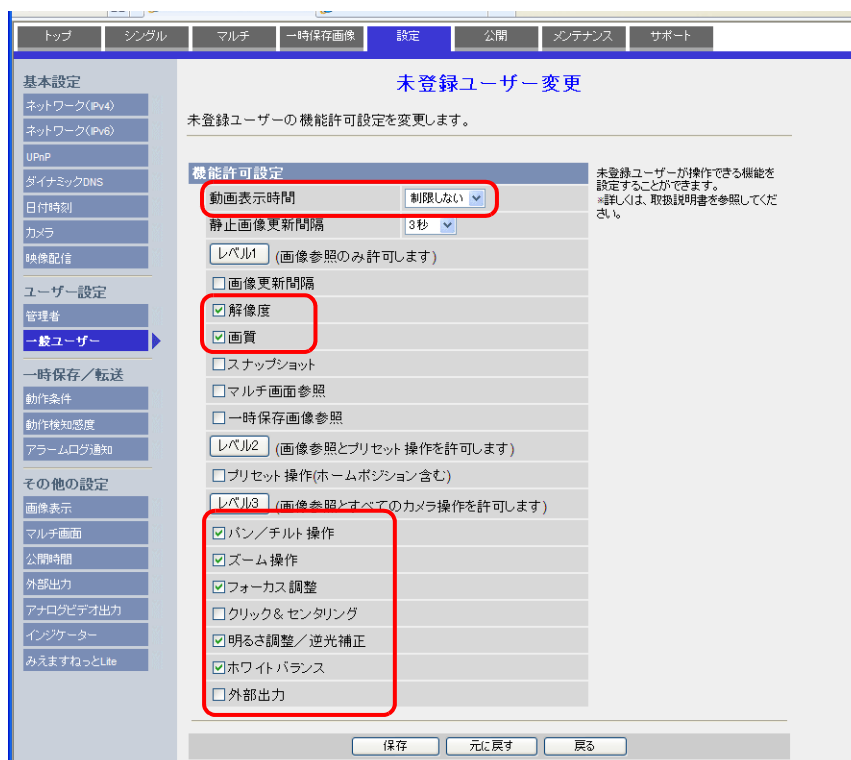 トップ
シングル
マルチ
一時保存画像
設定
公開
メンテナンス
サポート
基本設定
ネットワーク(IPv4)
ネットワーク(IPv6)
UPnP
ダイナミックDNS
日付時刻
カメラ
映像配信
ユーザー設定
管理者
一般ユーザー
一時保存／転送
動作条件
動作検知感度
アラームログ通知
その他の設定
画像表示
マルチ画面
公開時間
外部出力
アナログビデオ出力
インジケーター
みえますねっとLite
未登録ユーザー変更
未登録ユーザーの機能許可設定を変更します。
機能許可設定
動画表示時間 制限しない
静止画像更新間隔 3秒
レベル1 (画像参照のみ許可します)
画像更新間隔
解像度
画質
スナップショット
マルチ画面参照
一時保存画像参照
レベル2 (画像参照とプリセット操作を許可します)
プリセット操作(ホームポジション含む)
レベル3 (画像参照とすべてのカメラ操作を許可します)
パン／チルト操作
ズーム操作
フォーカス調整
クリック＆センタリング
明るさ調整／逆光補正
ホワイトバランス
外部出力
未登録ユーザーが操作できる機能を
設定することができます。
※詳しくは、取扱説明書を参照してくだ
さい。
保存
元に戻す
戻る